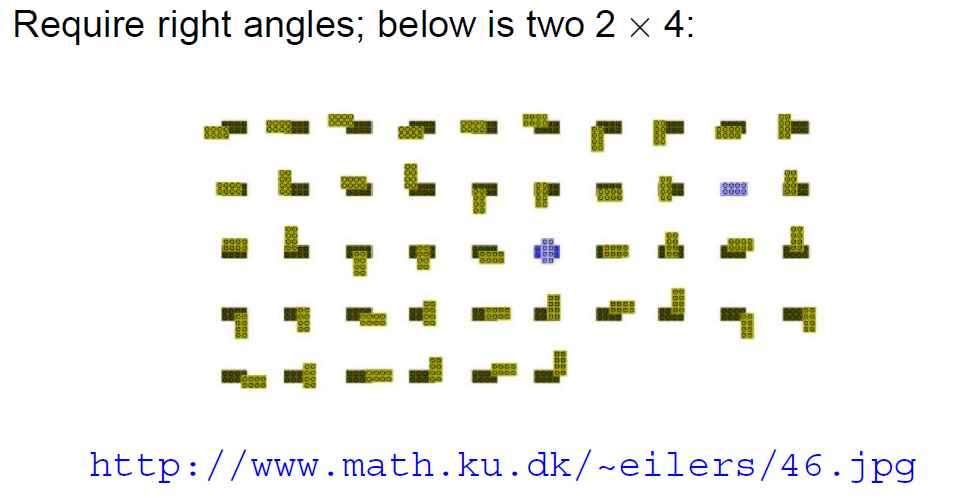 Require right angles; below is two 2 × 4:
http://www.math.ku.dk/~eilers/46.jpg